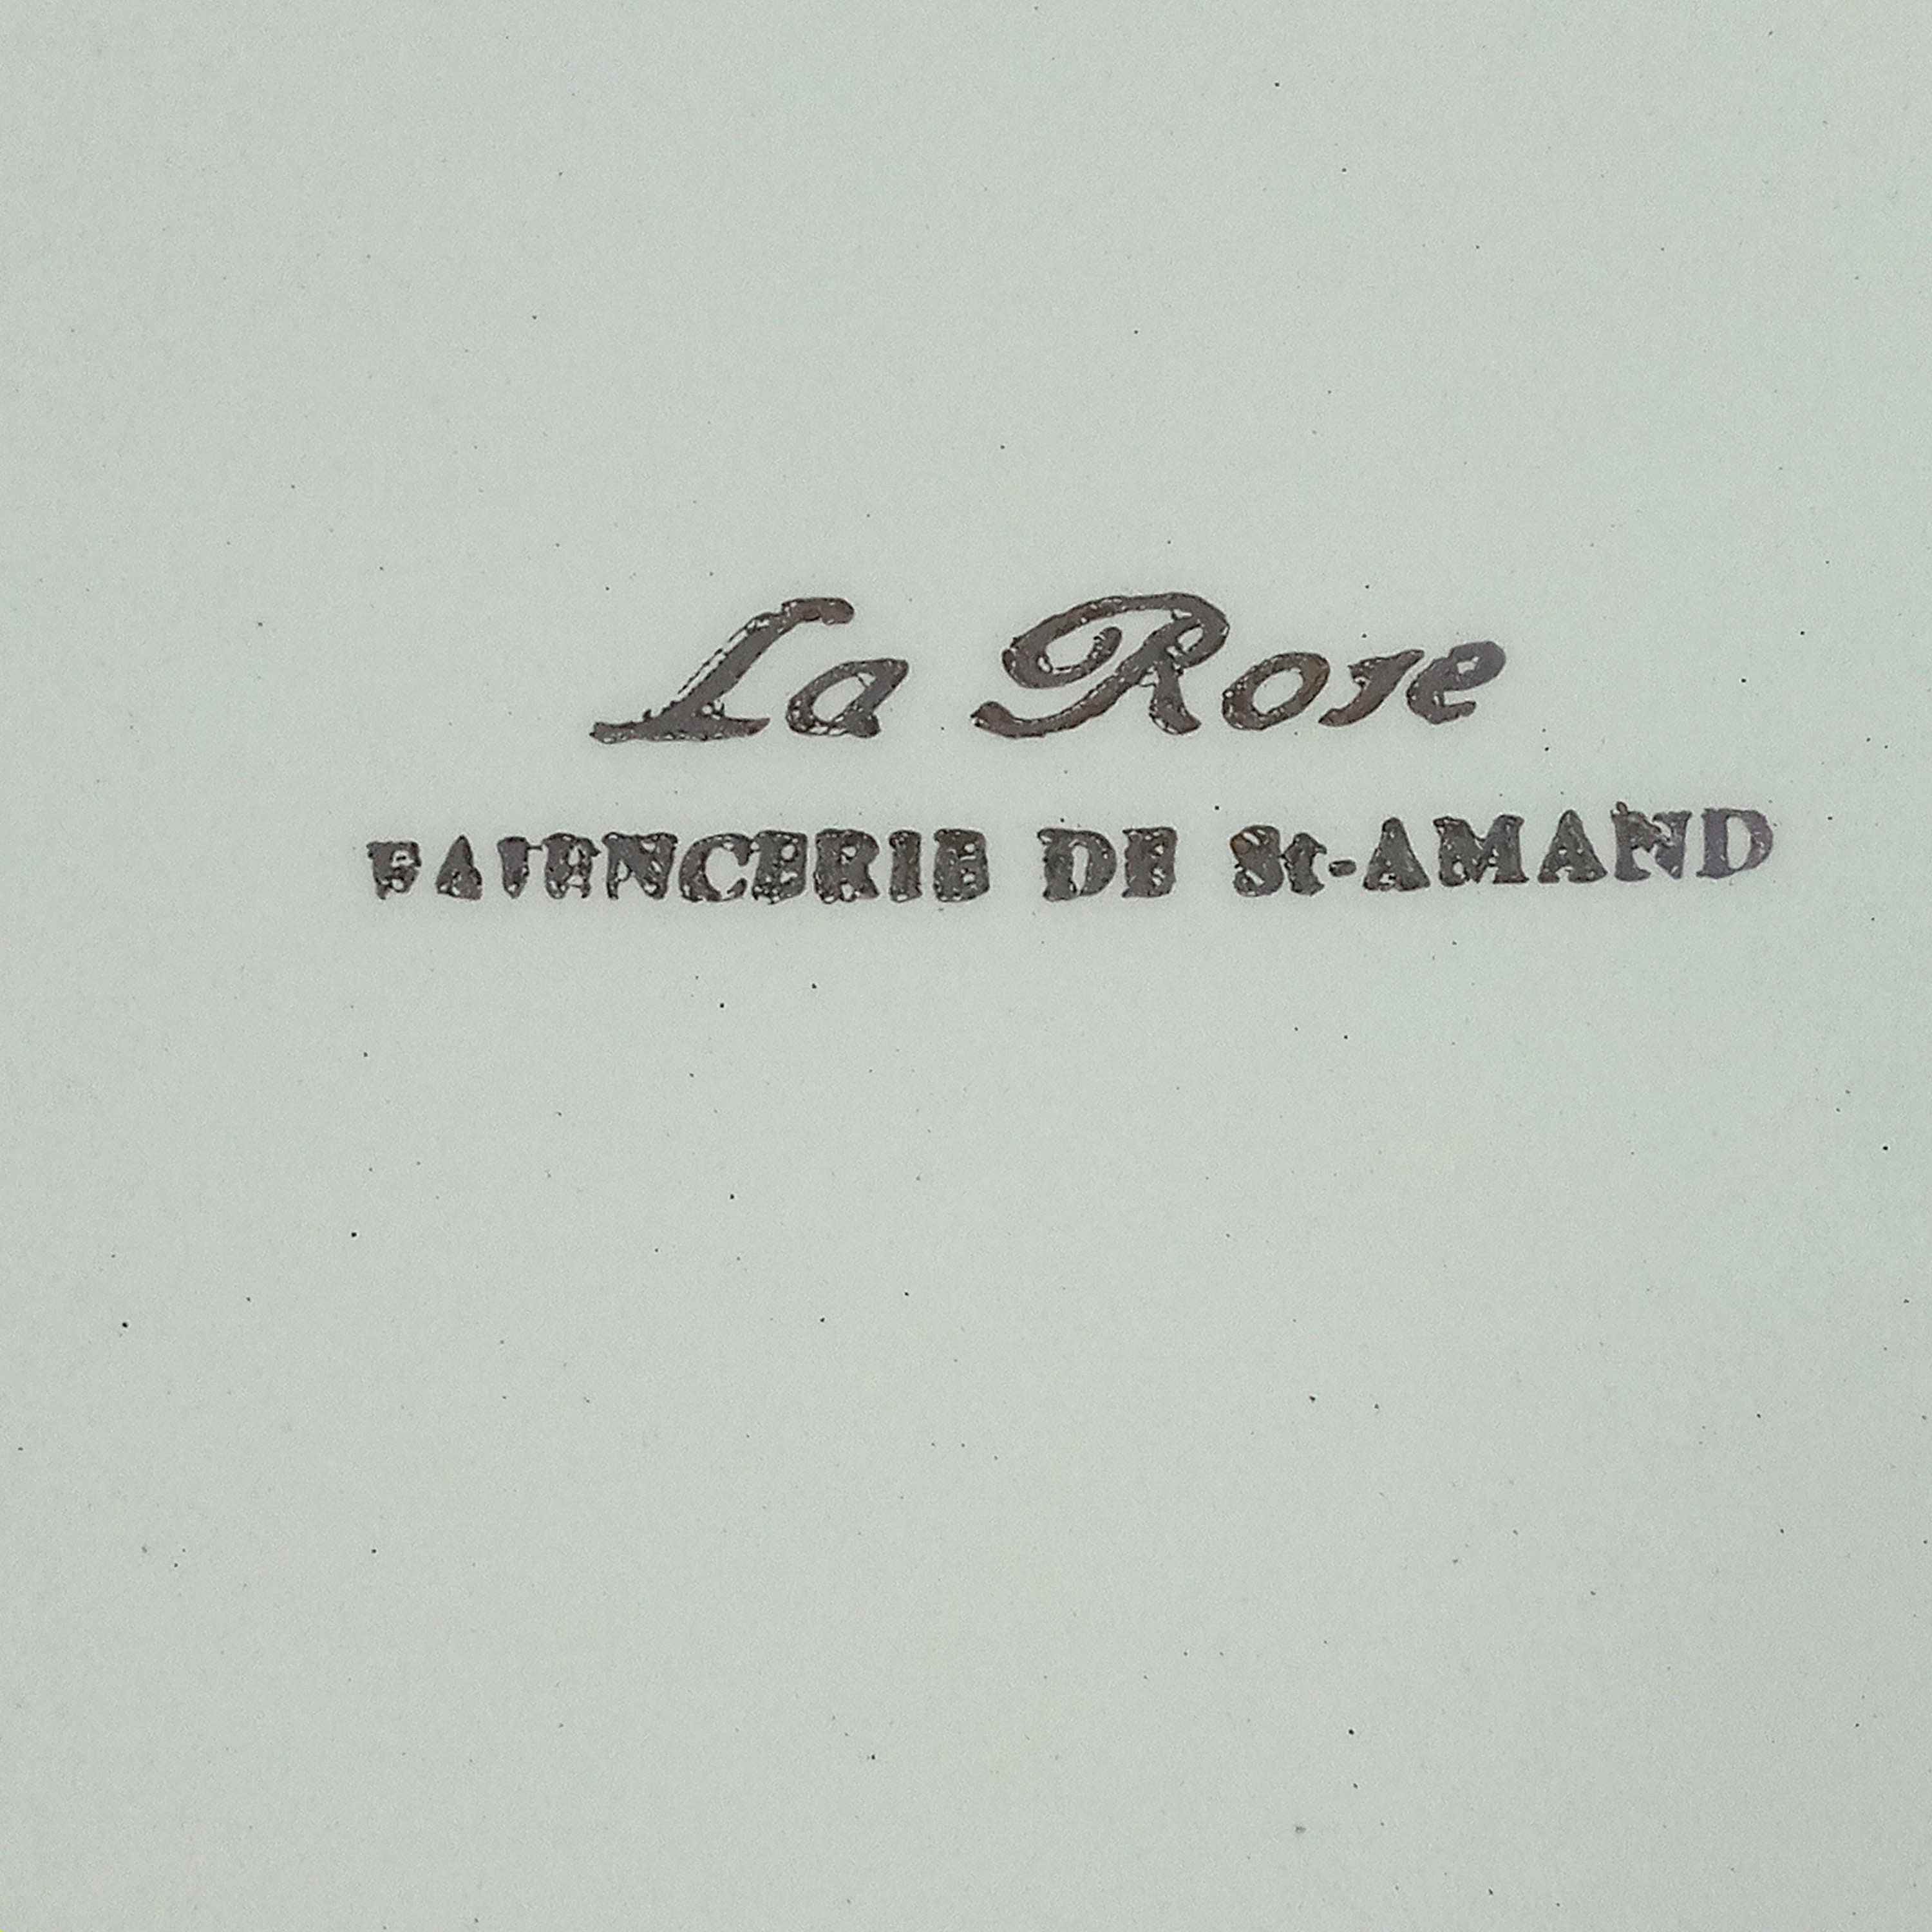 La Rose
FAIENCERIE DE St-AMAND